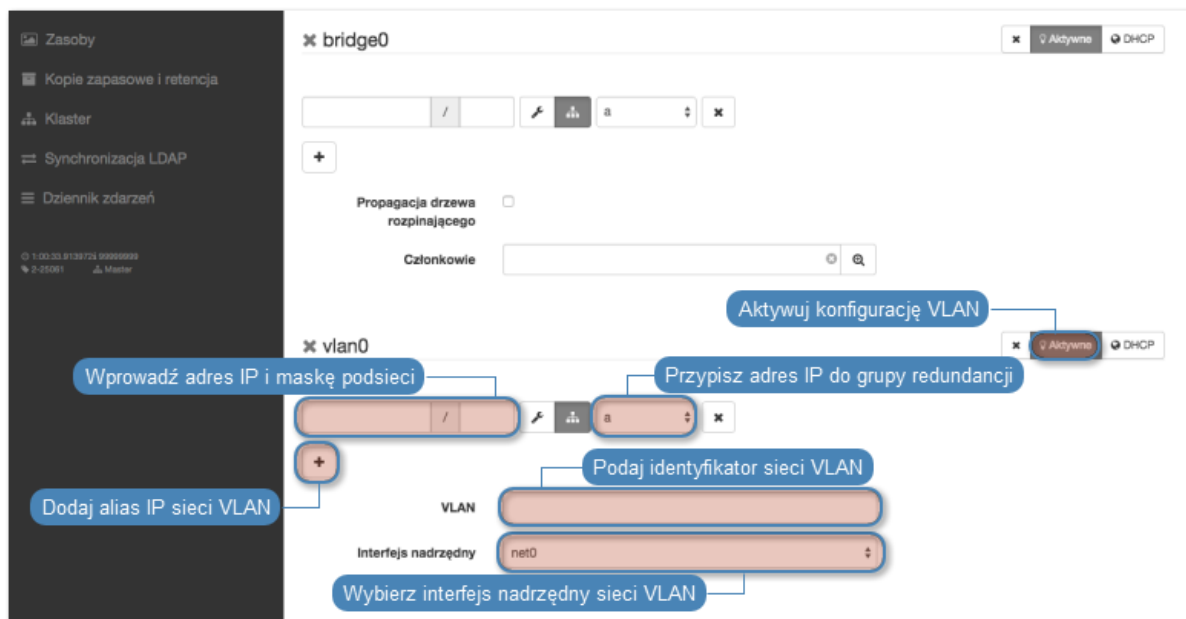 Zasoby
Kopie zapasowe i retencja
Klaster
Synchronizacja LDAP
Dziennik zdarzeń
2-25081 Master
bridge0
Aktywne DHCP
/ a
Propagacja drzewa
rozpinającego
Członkowie
Aktywuj konfigurację VLAN
vlan0
Aktywne DHCP
Wprowadź adres IP i maskę podsieci
Przypisz adres IP do grupy redundancji
/ a
Podaj identyfikator sieci VLAN
Dodaj alias IP sieci VLAN
VLAN
Interfejs nadrzędny net0
Wybierz interfejs nadrzędny sieci VLAN